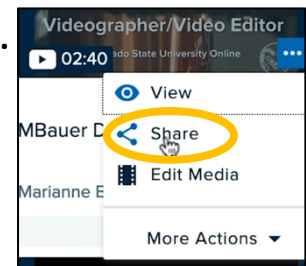 Videographer/Video Editor
ado State University Online
02:40
...
View
MBauer D
Share
Edit Media
Marianne B
More Actions